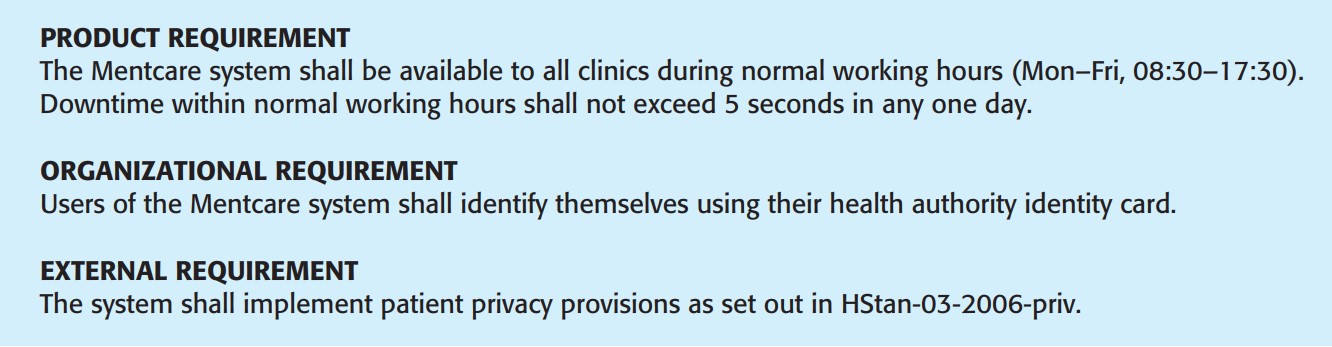 PRODUCT REQUIREMENT
The Mentcare system shall be available to all clinics during normal working hours (Mon–Fri, 08:30–17:30).
Downtime within normal working hours shall not exceed 5 seconds in any one day.
ORGANIZATIONAL REQUIREMENT
Users of the Mentcare system shall identify themselves using their health authority identity card.
EXTERNAL REQUIREMENT
The system shall implement patient privacy provisions as set out in HStan-03-2006-priv.